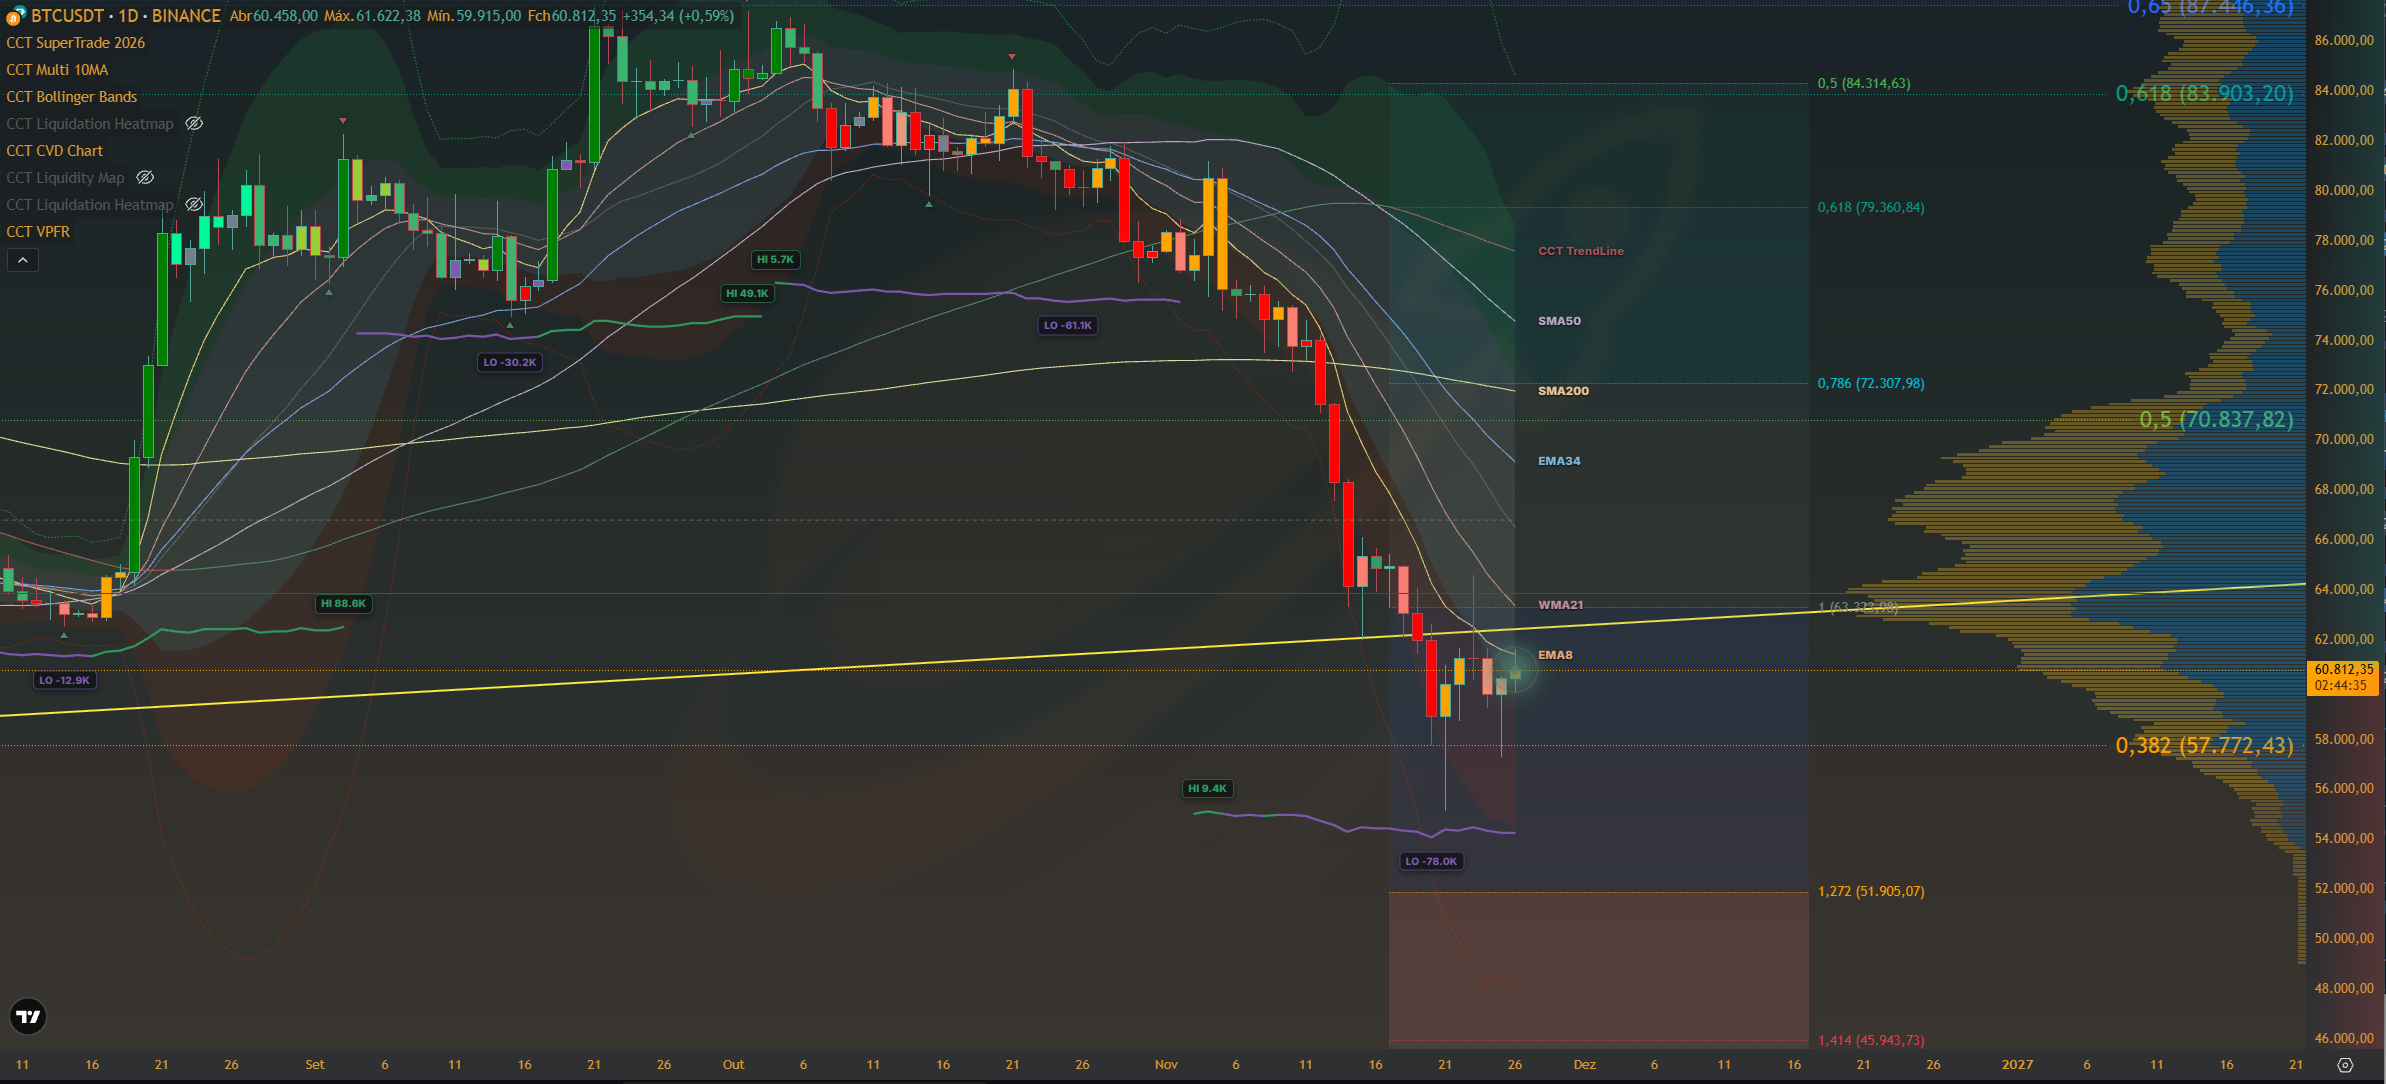 BTCUSDT · 1D · BINANCE Abr60.458,00 Máx.61.622,38 Mín.59.915,00 Fch60.812,35 +354,34 (+0,59%)
CCT SuperTrade 2026
CCT Multi 10MA
CCT Bollinger Bands
CCT Liquidation Heatmap
CCT CVD Chart
CCT Liquidity Map
CCT Liquidation Heatmap
CCT VPFR
0,65 (87.446,36)
0,5 (84.314,63)
0,618 (83.903,20)
0,618 (79.360,84)
CCT TrendLine
HI 5.7K
HI 49.1K
SMA50
LO -61.1K
LO -30.2K
0,786 (72.307,98)
SMA200
0,5 (70.837,82)
EMA34
HI 88.6K
WMA21
1 (63.323,98)
EMA8
LO -12.9K
0,382 (57.772,43)
HI 9.4K
LO -78.0K
1,272 (51.905,07)
1,414 (45.943,73)
86.000,00
84.000,00
82.000,00
80.000,00
78.000,00
76.000,00
74.000,00
72.000,00
70.000,00
68.000,00
66.000,00
64.000,00
62.000,00
60.812,35
02:44:35
58.000,00
56.000,00
54.000,00
52.000,00
50.000,00
48.000,00
46.000,00
11 16 21 26 Set 6 11 16 21 26 Out 6 11 16 21 26 Nov 6 11 16 21 26 Dez 6 11 16 21 26 2027 6 11 16 21